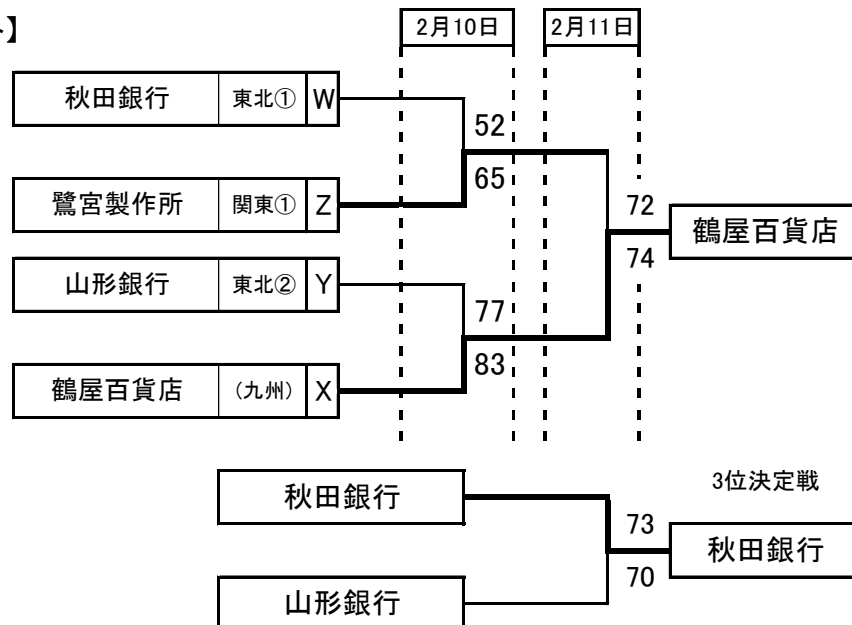 】
2月10日 2月11日
秋田銀行 東北① W
52
65
鷺宮製作所 関東① Z
72
鶴屋百貨店
74
山形銀行 東北② Y
77
83
鶴屋百貨店 (九州) X
3位決定戦
秋田銀行
73
秋田銀行
70
山形銀行